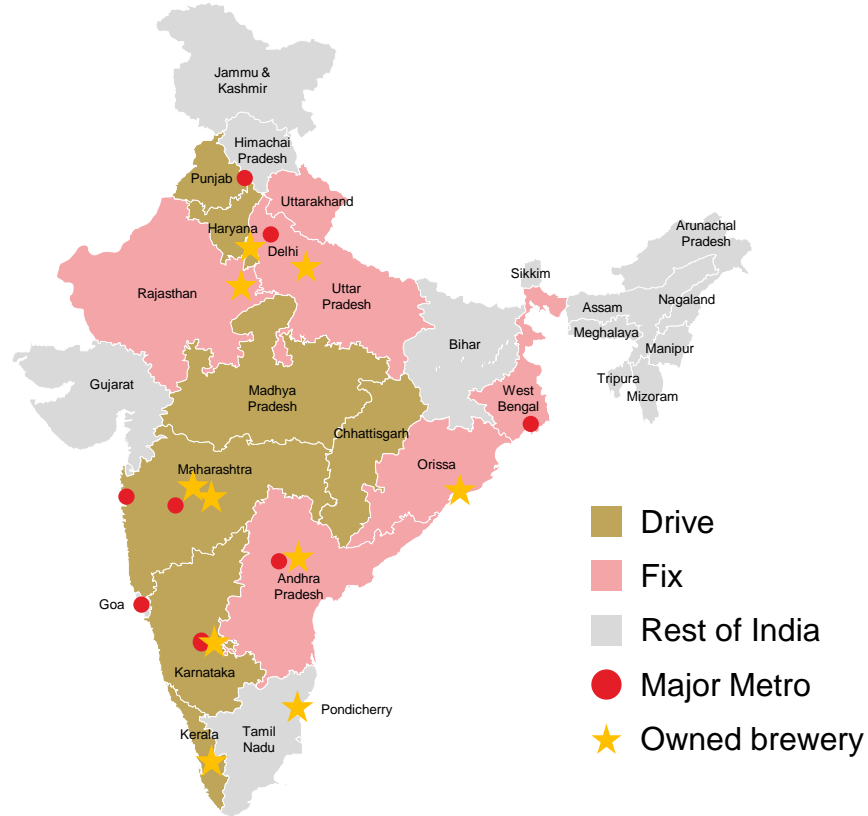 Jammu &
Kashmir
Himachai
Pradesh
Punjab
Uttarakhand
Haryana
Delhi
Arunachal
Pradesh
Sikkim
Rajasthan
Uttar
Pradesh
Assam
Nagaland
Meghalaya
Bihar
Manipur
Gujarat
Tripura
Mizoram
Madhya
Pradesh
West
Bengal
Chhattisgarh
Maharashtra
Orissa
Andhra
Pradesh
Goa
Karnataka
Pondicherry
Kerala
Tamil
Nadu
Drive
Fix
Rest of India
Major Metro
Owned brewery